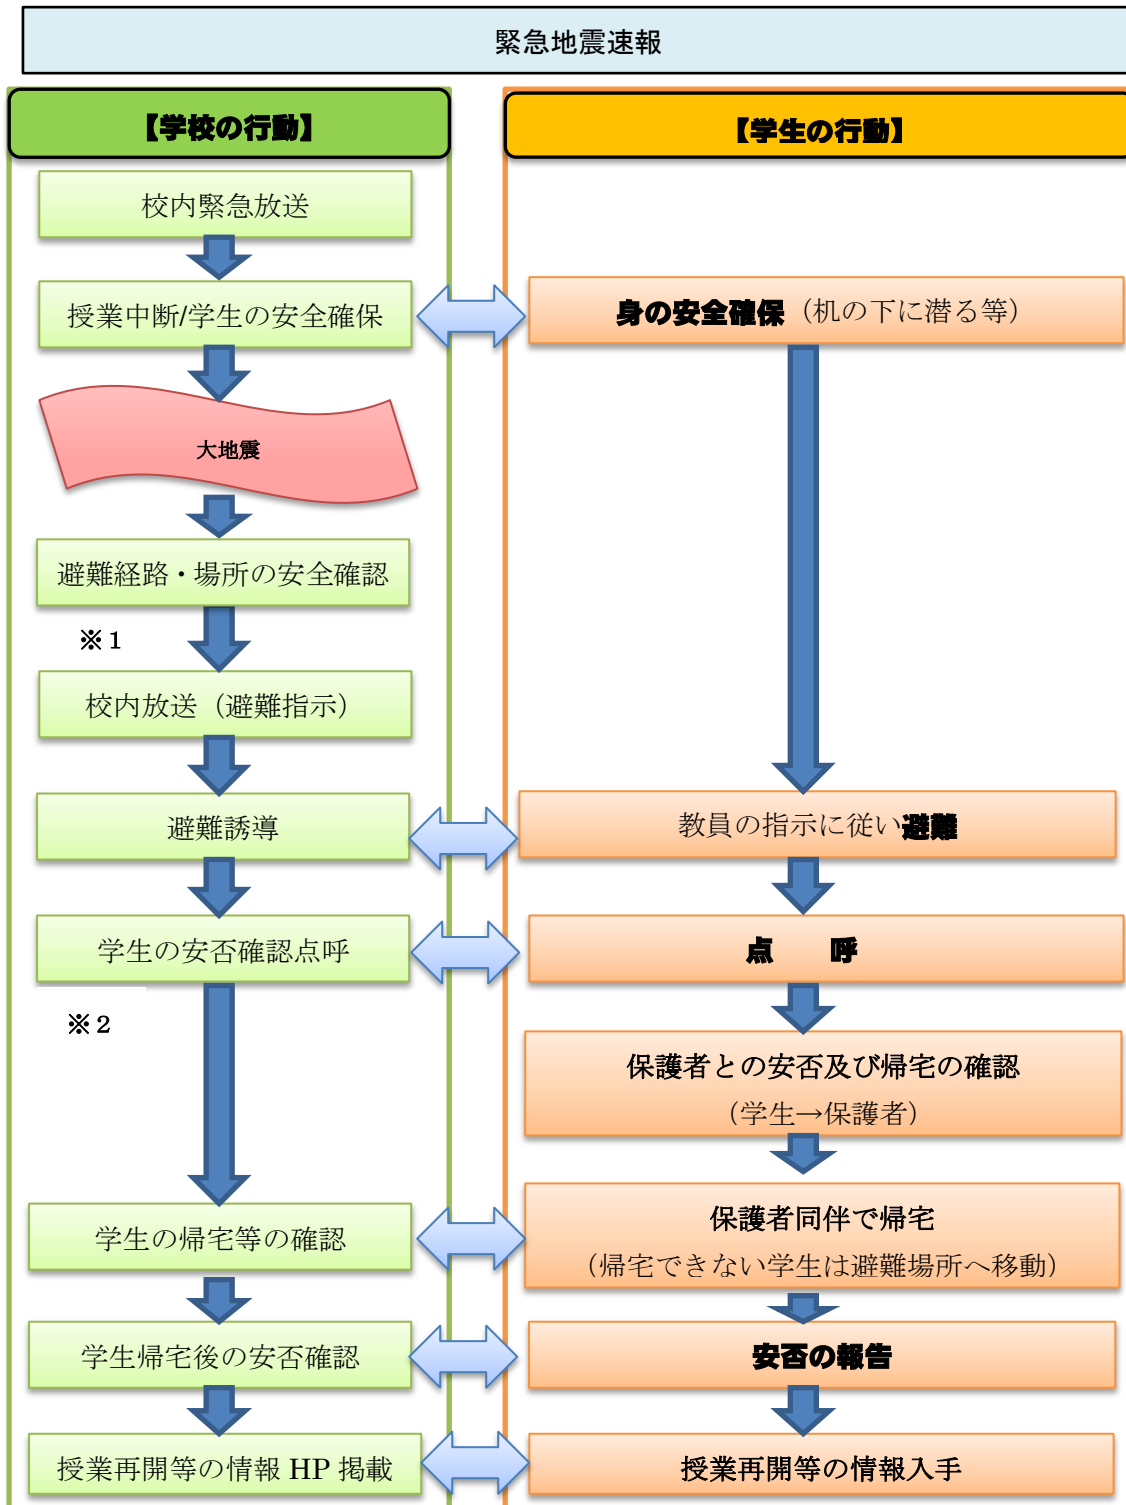 緊急地震速報
【学校の行動】
【学生の行動】
校内緊急放送
授業中断/学生の安全確保
身の安全確保（机の下に潜る等）
大地震
避難経路・場所の安全確認
※１
校内放送（避難指示）
避難誘導
教員の指示に従い避難
学生の安否確認点呼
点　　呼
※２
保護者との安否及び帰宅の確認
（学生→保護者）
学生の帰宅等の確認
保護者同伴で帰宅
（帰宅できない学生は避難場所へ移動）
学生帰宅後の安否確認
安否の報告
授業再開等の情報 HP 掲載
授業再開等の情報入手